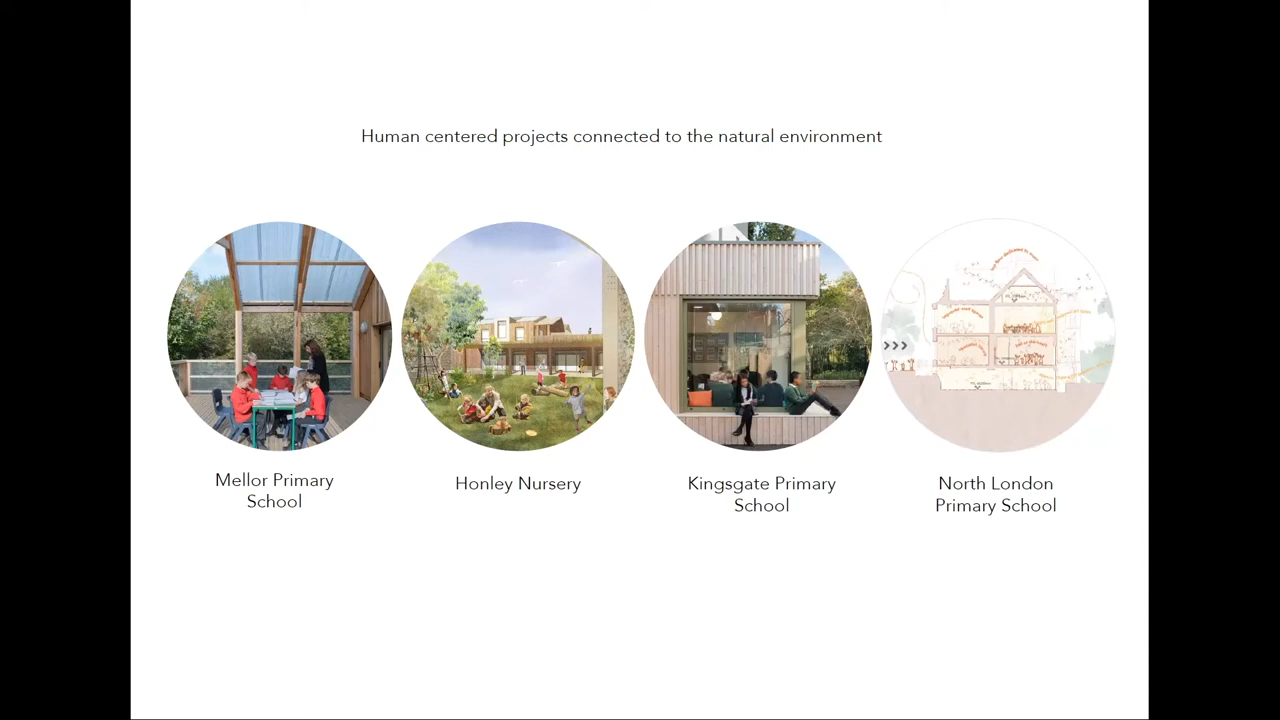 Human centered projects connected to the natural environment
Mellor Primary
School
Honley Nursery
Kingsgate Primary
School
North London
Primary School